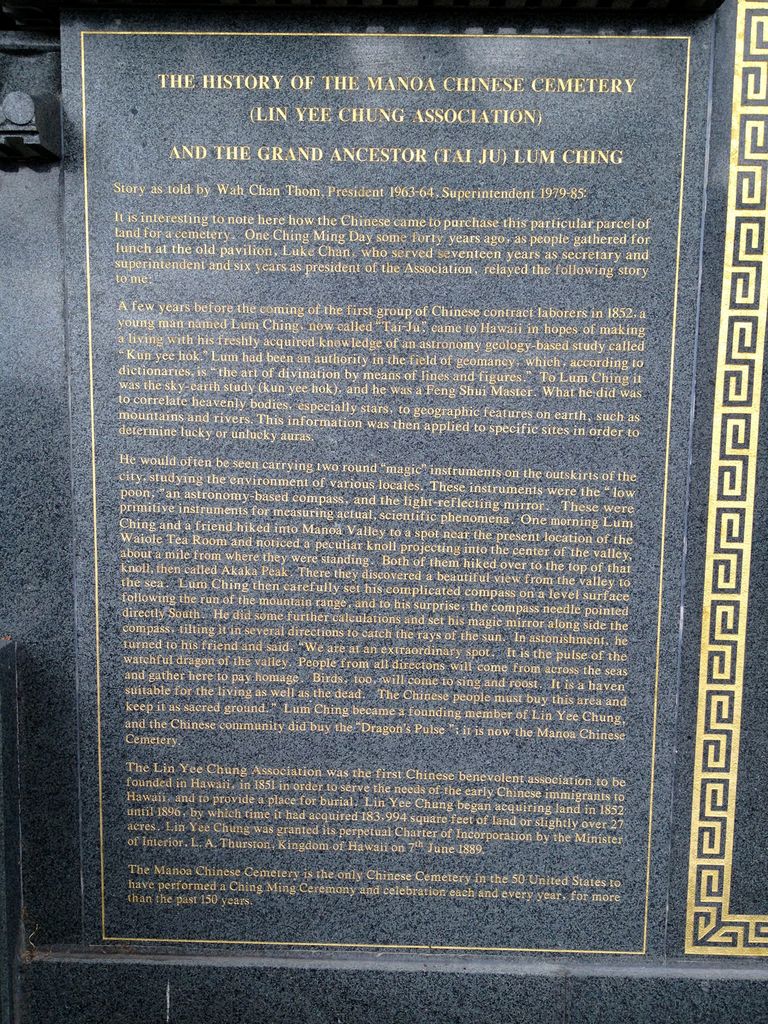 THE HISTORY OF THE MANOA CHINESE CEMETERY
(LIN YEE CHUNG ASSOCIATION)
AND THE GRAND ANCESTOR (TAI JU) LUM CHING
Story as told by Wah Chan Thom, President 1963-64, Superintendent 1979-85:
It is interesting to note here how the Chinese came to purchase this particular parcel of
land for a cemetery. One Ching Ming Day some forty years ago, as people gathered for
lunch at the old pavilion, Luke Chan, who served seventeen years as secretary and
superintendent and six years as president of the Association, relayed the following story
to me:
A few years before the coming of the first group of Chinese contract laborers in 1852, a
young man named Lum Ching, now called "Tai-Ju", came to Hawaii in hopes of making
a living with his freshly acquired knowledge of an astronomy geology-based study called
"Kun yee hok." Lum had been an authority in the field of geomancy, which, according to
dictionaries, is "the art of divination by means of lines and figures." To Lum Ching it
was the sky-earth study (kun yee hok), and he was a Feng Shui Master. What he did was
to correlate heavenly bodies, especially stars, to geographic features on earth, such as
mountains and rivers. This information was then applied to specific sites in order to
determine lucky or unlucky auras.
He would often be seen carrying two round "magic" instruments on the outskirts of the
city, studying the environment of various locales. These instruments were the "low
poon, "an astronomy-based compass, and the light-reflecting mirror. These were
primitive instruments for measuring actual, scientific phenomena. One morning Lum
Ching and a friend hiked into Manoa Valley to a spot near the present location of the
Waiole Tea Room and noticed a peculiar knoll projecting into the center of the valley,
about a mile from where they were standing. Both of them hiked over to the top of that
knoll, then called Akaka Peak. There they discovered a beautiful view from the valley to
the sea. Lum Ching then carefully set his complicated compass on a level surface
following the run of the mountain range, and to his surprise, the compass needle pointed
directly South. He did some further calculations and set his magic mirror along side the
compass, tilting it in several directions to catch the rays of the sun. In astonishment, he
turned to his friend and said, "We are at an extraordinary spot. It is the pulse of the
watchful dragon of the valley. People from all directons will come from across the seas
and gather here to pay homage. Birds, too, will come to sing and roost. It is a haven
suitable for the living as well as the dead. The Chinese people must buy this area and
keep it as sacred ground." Lum Ching became a founding member of Lin Yee Chung,
and the Chinese community did buy the "Dragon's Pulse "; it is now the Manoa Chinese
Cemetery.
The Lin Yee Chung Association was the first Chinese benevolent association to be
founded in Hawaii, in 1851 in order to serve the needs of the early Chinese immigrants to
Hawaii, and to provide a place for burial. Lin Yee Chung began acquiring land in 1852
until 1896, by which time it had acquired 183,994 square feet of land or slightly over 27
acres. Lin Yee Chung was granted its perpetual Charter of Incorporation by the Minister
of Interior, L. A. Thurston, Kingdom of Hawaii on 7th June 1889.
The Manoa Chinese Cemetery is the only Chinese Cemetery in the 50 United States to
have performed a Ching Ming Ceremony and celebration each and every year, for more
than the past 150 years.